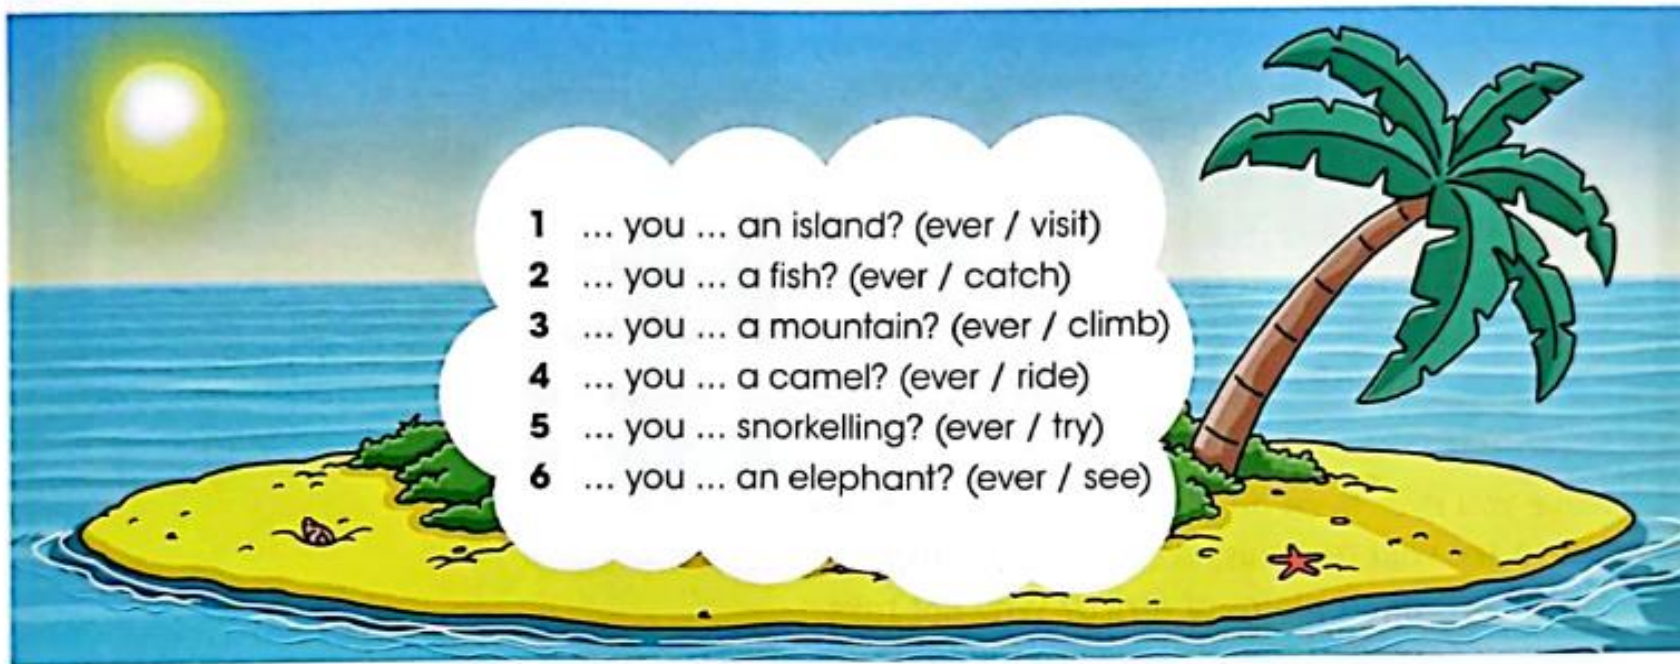 1 ... you ... an island? (ever / visit)
2 ... you ... a fish? (ever / catch)
3 ... you ... a mountain? (ever / climb)
4 ... you ... a camel? (ever / ride)
5 ... you ... snorkelling? (ever / try)
6 ... you ... an elephant? (ever / see)